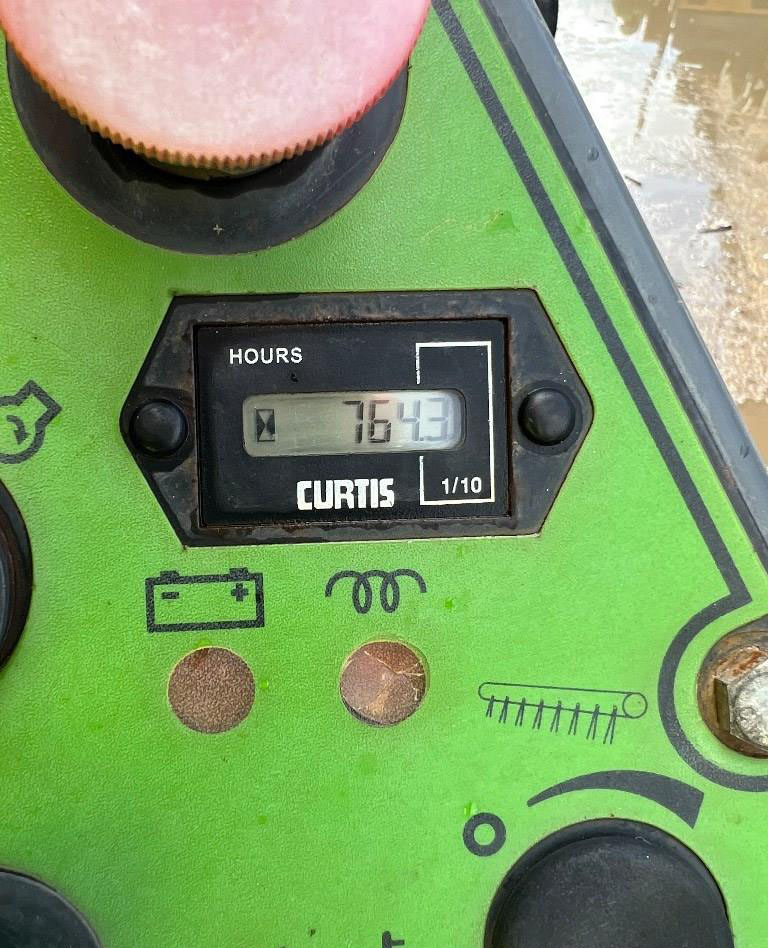 HOURS
764.3
CURTIS
1/10
- +